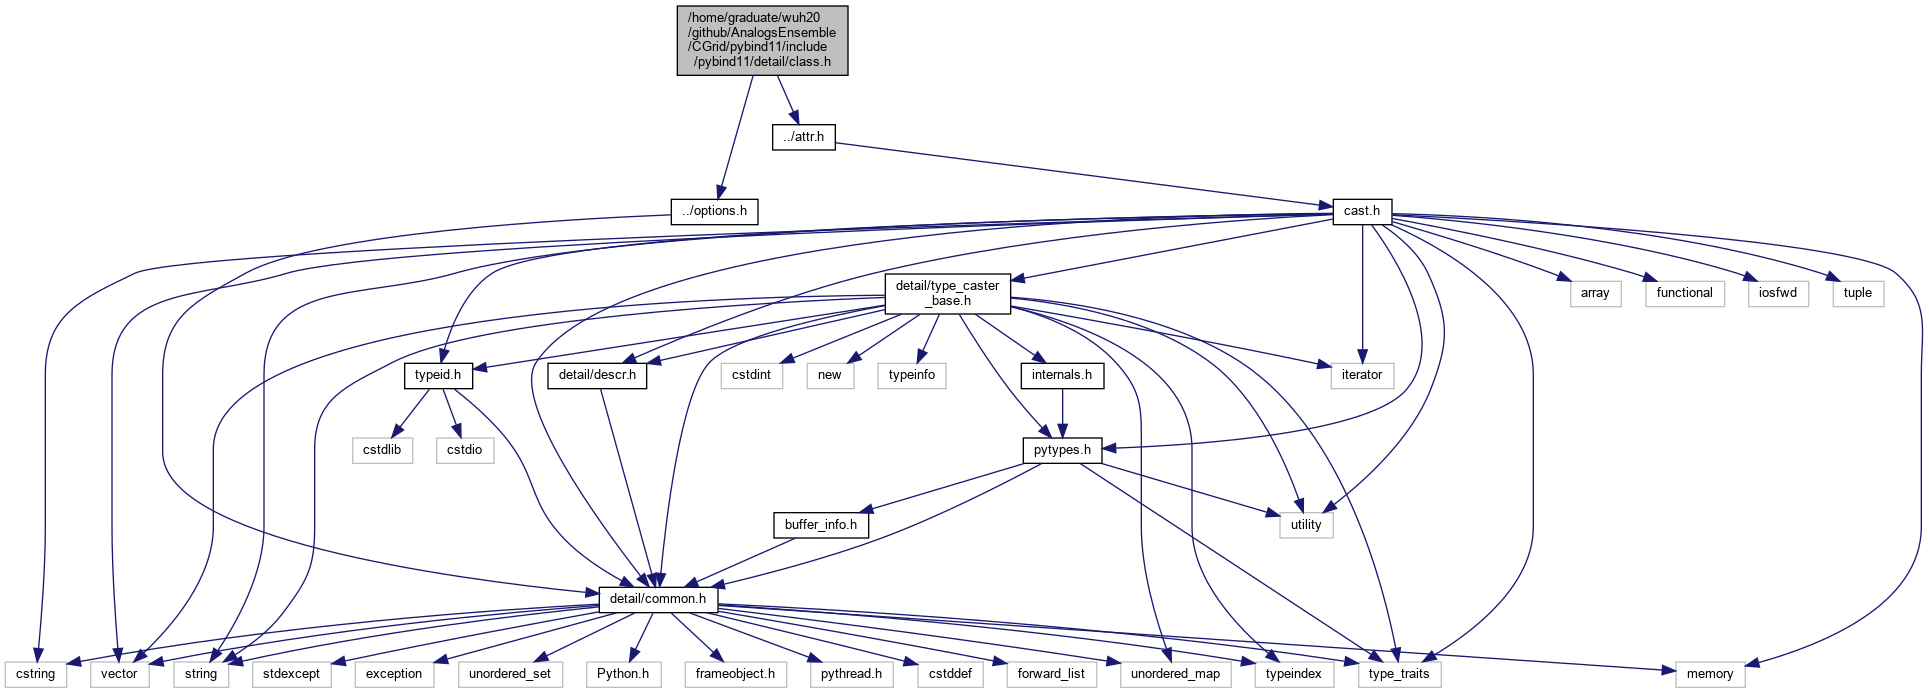 /home/graduate/wuh20
/github/AnalogsEnsemble
/CGrid/pybind11/include
/pybind11/detail/class.h
../attr.h
../options.h
cast.h
detail/type_caster
_base.h
array
functional
iosfwd
tuple
typeid.h
detail/descr.h
cstdint
new
typeinfo
internals.h
iterator
cstdlib
cstdio
pytypes.h
buffer_info.h
utility
detail/common.h
cstring
vector
string
stdexcept
exception
unordered_set
Python.h
frameobject.h
pythread.h
cstddef
forward_list
unordered_map
typeindex
type_traits
memory